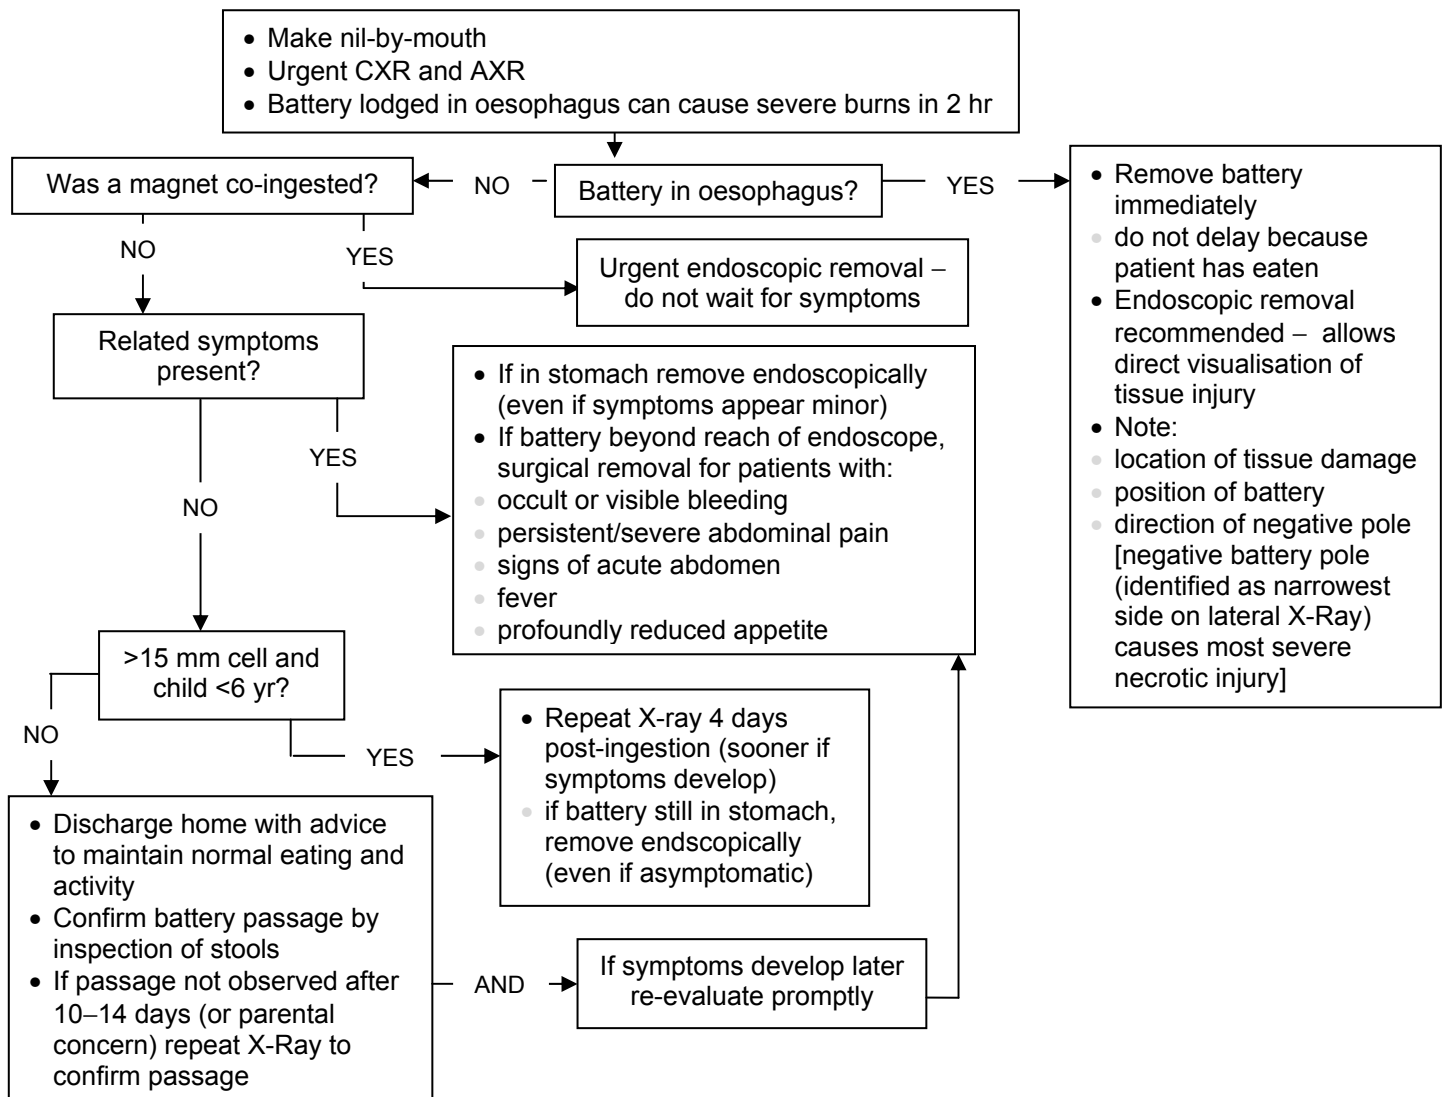 • Make nil-by-mouth
• Urgent CXR and AXR
• Battery lodged in oesophagus can cause severe burns in 2 hr
Was a magnet co-ingested?
NO
Battery in oesophagus?
YES
• Remove battery
immediately
• do not delay because
patient has eaten
• Endoscopic removal
recommended – allows
direct visualisation of
tissue injury
• Note:
• location of tissue damage
• position of battery
• direction of negative pole
[negative battery pole
(identified as narrowest
side on lateral X-Ray)
causes most severe
necrotic injury]
NO
YES
Urgent endoscopic removal –
do not wait for symptoms
Related symptoms
present?
YES
NO
• If in stomach remove endoscopically
(even if symptoms appear minor)
• If battery beyond reach of endoscope,
surgical removal for patients with:
• occult or visible bleeding
• persistent/severe abdominal pain
• signs of acute abdomen
• fever
• profoundly reduced appetite
>15 mm cell and
child <6 yr?
NO
YES
• Repeat X-ray 4 days
post-ingestion (sooner if
symptoms develop)
• if battery still in stomach,
remove endscopically
(even if asymptomatic)
• Discharge home with advice
to maintain normal eating and
activity
• Confirm battery passage by
inspection of stools
• If passage not observed after
10–14 days (or parental
concern) repeat X-Ray to
confirm passage
AND
If symptoms develop later
re-evaluate promptly